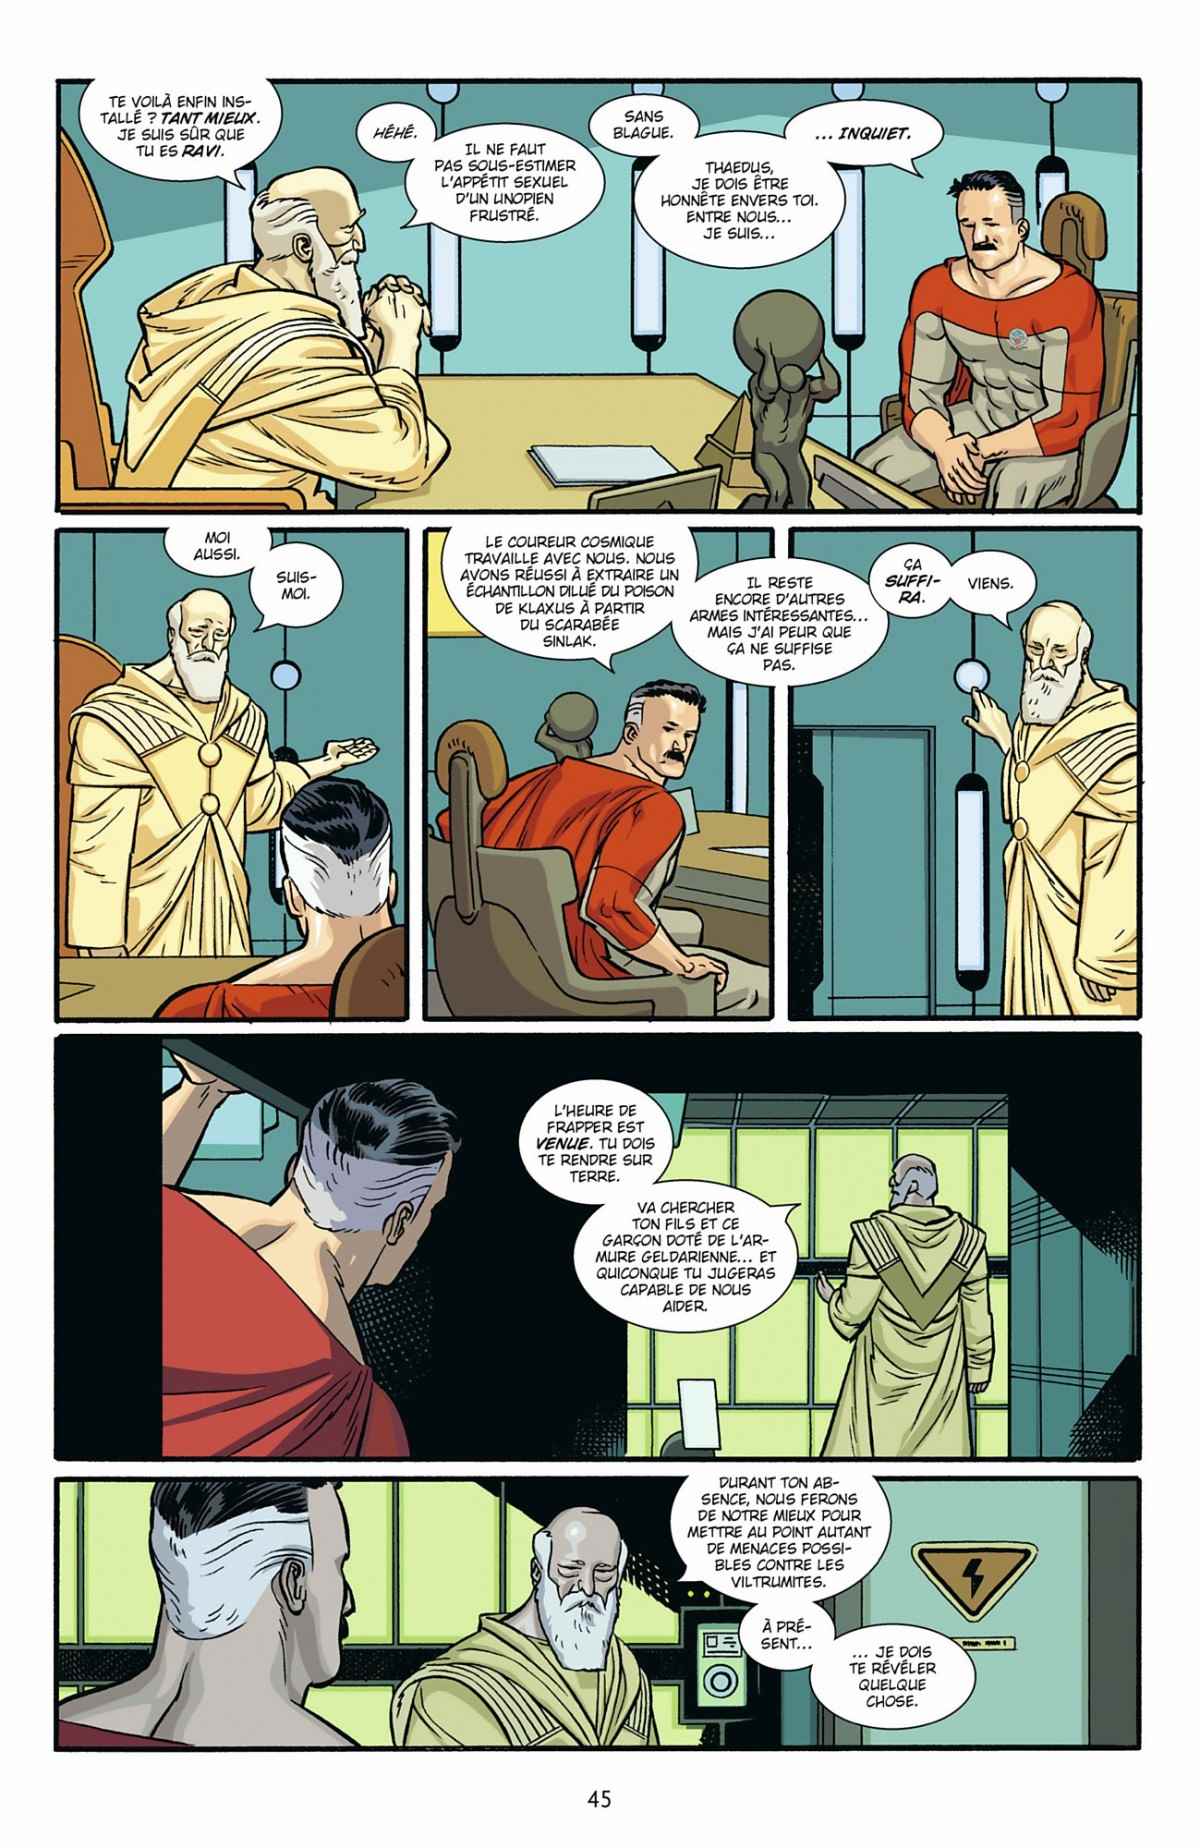 TE VOILÀ ENFIN INS-
TALLÉ ? TANT MIEUX.
JE SUIS SÛR QUE
TU ES RAVI.
HÉHÉ.
IL NE FAUT
PAS SOUS-ESTIMER
L'APPÉTIT SEXUEL
D'UN UNOPIEN
FRUSTRÉ.
SANS
BLAGUE.
THAEDUS,
JE DOIS ÊTRE
HONNÊTE ENVERS TOI.
ENTRE NOUS...
JE SUIS...
... INQUIET.
MOI
AUSSI.
SUIS-
MOI.
LE COUREUR COSMIQUE
TRAVAILLE AVEC NOUS. NOUS
AVONS RÉUSSI À EXTRAIRE UN
ÉCHANTILLON DILUÉ DU POISON
DE KLAXUS À PARTIR
DU SCARABÉE
SINLAK.
IL RESTE
ENCORE D'AUTRES
ARMES INTÉRESSANTES...
MAIS J'AI PEUR QUE
ÇA NE SUFFISE
PAS.
ÇA
SUFFI-
RA.
VIENS.
L'HEURE DE
FRAPPER EST
VENUE. TU DOIS
TE RENDRE SUR
TERRE.
VA CHERCHER
TON FILS ET CE
GARÇON DOTÉ DE L'AR-
MURE GELDARIENNE... ET
QUICONQUE TU JUGERAS
CAPABLE DE NOUS
AIDER.
DURANT TON AB-
SENCE, NOUS FERONS
DE NOTRE MIEUX POUR
METTRE AU POINT AUTANT
DE MENACES POSSI-
BLES CONTRE LES
VILTRUMITES.
À PRÉ-
SENT...
... JE DOIS
TE RÉVÉLER
QUELQUE
CHOSE.
45